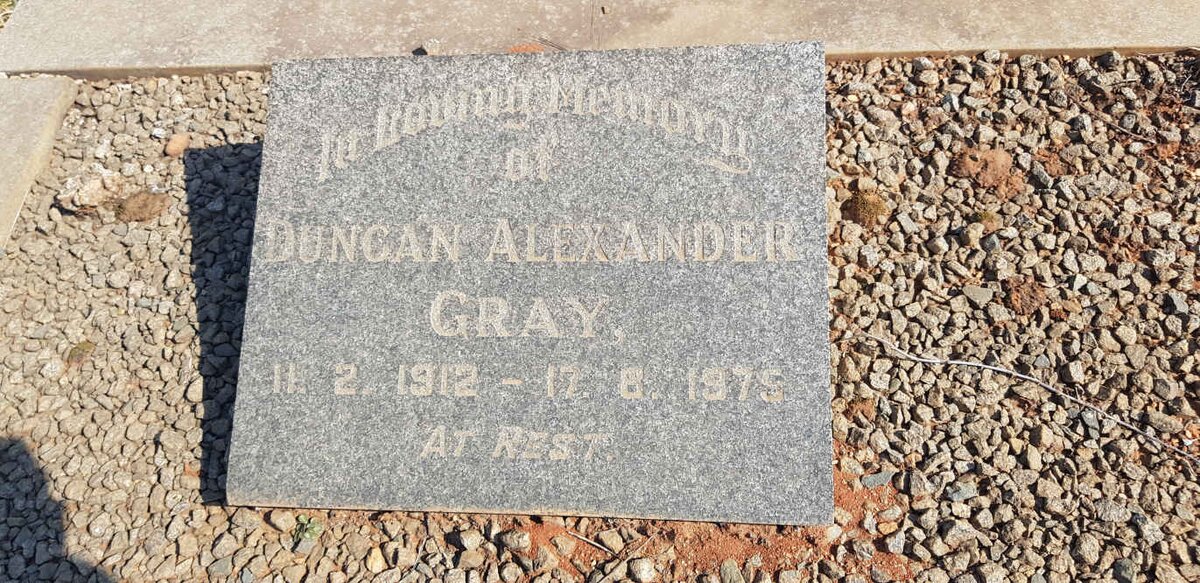 In Loving Memory
of
DUNCAN ALEXANDER
GRAY,
11. 2. 1912 – 17. 8. 1975
AT REST.